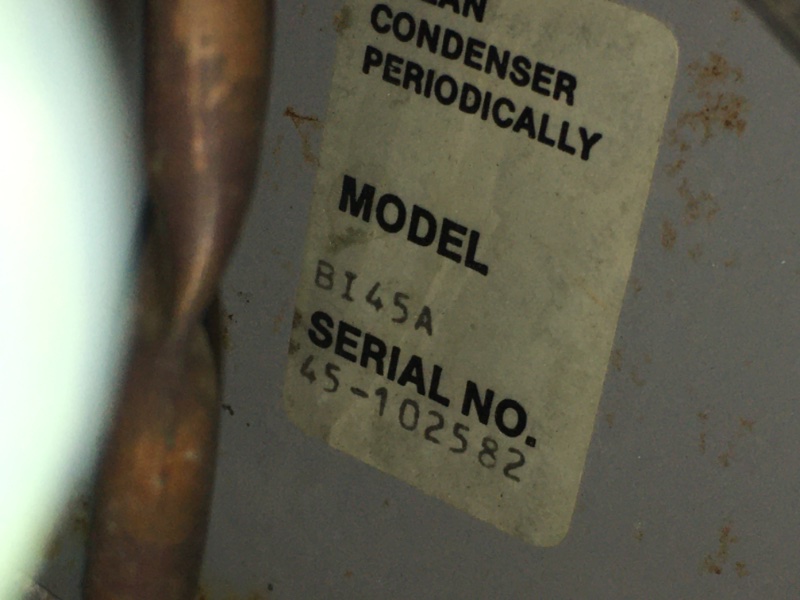 CONDENSER
PERIODICALLY
MODEL
BI45A
SERIAL NO.
45-102582